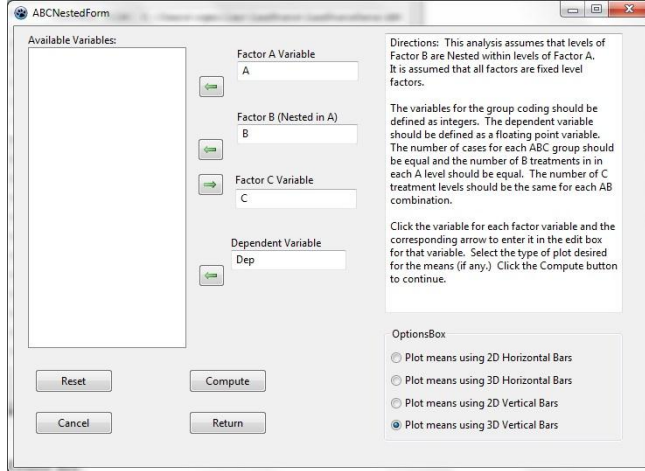 ABCNestedForm
Available Variables:
Factor A Variable
A
Factor B (Nested in A)
B
Factor C Variable
C
Dependent Variable
Dep
Reset
Compute
Cancel
Return
Directions: This analysis assumes that levels of
Factor B are Nested within levels of Factor A.
It is assumed that all factors are fixed level
factors.
The variables for the group coding should be
defined as integers. The dependent variable
should be defined as a floating point variable.
The number of cases for each ABC group should
be equal and the number of B treatments in in
each A level should be equal. The number of C
treatment levels should be the same for each AB
combination.
Click the variable for each factor variable and the
corresponding arrow to enter it in the edit box
for that variable. Select the type of plot desired
for the means (if any.) Click the Compute button
to continue.
OptionsBox
Plot means using 2D Horizontal Bars
Plot means using 3D Horizontal Bars
Plot means using 2D Vertical Bars
Plot means using 3D Vertical Bars